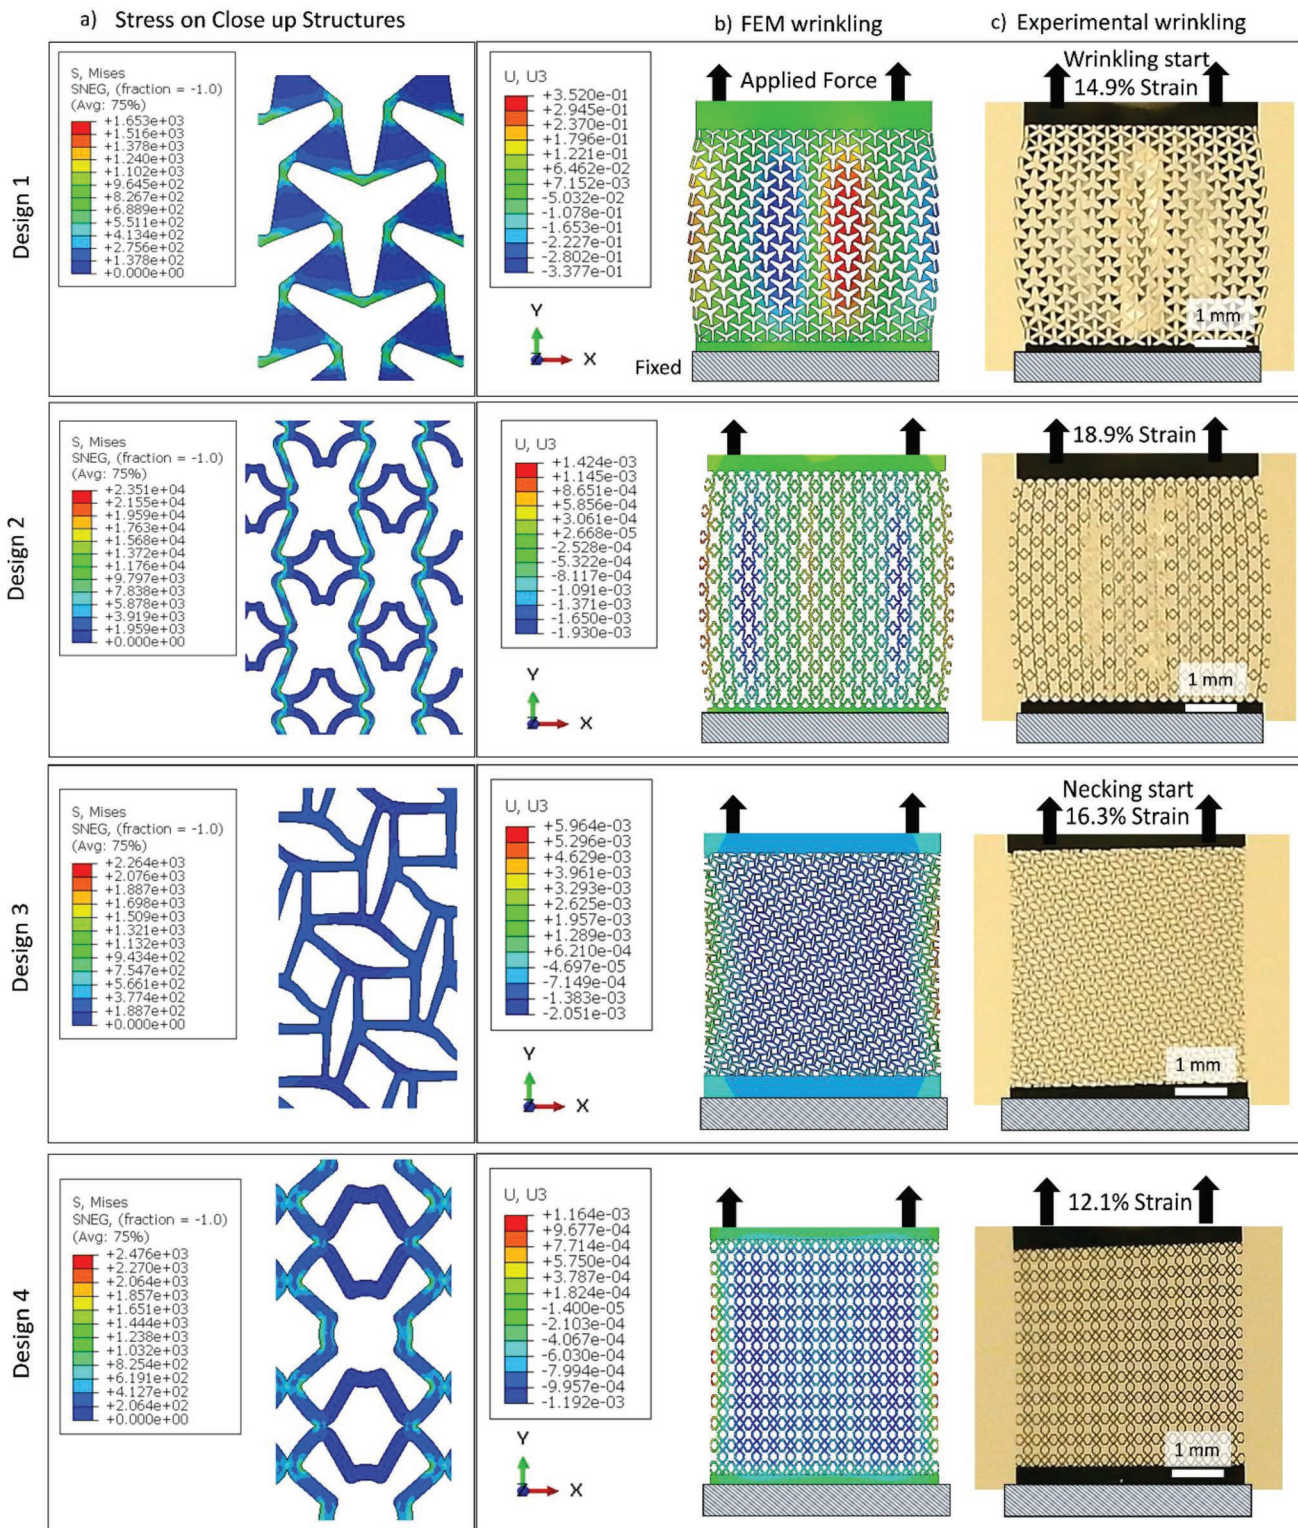 a) Stress on Close up Structures
b) FEM wrinkling
c) Experimental wrinkling
Design 1
S, Mises
SNEG, (fraction = -1.0)
(Avg: 75%)
+1.653e+03
+1.516e+03
+1.378e+03
+1.240e+03
+1.102e+03
+9.645e+02
+8.267e+02
+6.889e+02
+5.511e+02
+4.134e+02
+2.756e+02
+1.378e+02
+0.000e+00
U, U3
+3.520e-01
+2.945e-01
+2.370e-01
+1.796e-01
+1.221e-01
+6.462e-02
+7.152e-03
-5.032e-02
-1.078e-01
-1.653e-01
-2.227e-01
-2.802e-01
-3.377e-01
Y
X
Applied Force
Fixed
Wrinkling start
14.9% Strain
1 mm
Design 2
S, Mises
SNEG, (fraction = -1.0)
(Avg: 75%)
+2.351e+04
+2.155e+04
+1.959e+04
+1.763e+04
+1.568e+04
+1.372e+04
+1.176e+04
+9.797e+03
+7.838e+03
+5.878e+03
+3.919e+03
+1.959e+03
+0.000e+00
U, U3
+1.424e-03
+1.145e-03
+8.651e-04
+5.856e-04
+3.061e-04
+2.668e-05
-2.528e-04
-5.322e-04
-8.117e-04
-1.091e-03
-1.371e-03
-1.650e-03
-1.930e-03
Y
X
18.9% Strain
1 mm
Design 3
S, Mises
SNEG, (fraction = -1.0)
(Avg: 75%)
+2.264e+03
+2.076e+03
+1.887e+03
+1.698e+03
+1.509e+03
+1.321e+03
+1.132e+03
+9.434e+02
+7.547e+02
+5.661e+02
+3.774e+02
+1.887e+02
+0.000e+00
U, U3
+5.964e-03
+5.296e-03
+4.629e-03
+3.961e-03
+3.293e-03
+2.625e-03
+1.957e-03
+1.289e-03
+6.210e-04
-4.697e-05
-7.149e-04
-1.383e-03
-2.051e-03
Y
X
Necking start
16.3% Strain
1 mm
Design 4
S, Mises
SNEG, (fraction = -1.0)
(Avg: 75%)
+2.476e+03
+2.270e+03
+2.064e+03
+1.857e+03
+1.651e+03
+1.444e+03
+1.238e+03
+1.032e+03
+8.254e+02
+6.191e+02
+4.127e+02
+2.064e+02
+0.000e+00
U, U3
+1.164e-03
+9.677e-04
+7.714e-04
+5.750e-04
+3.787e-04
+1.824e-04
-1.400e-05
-2.103e-04
-4.067e-04
-6.030e-04
-7.994e-04
-9.957e-04
-1.192e-03
Y
X
12.1% Strain
1 mm